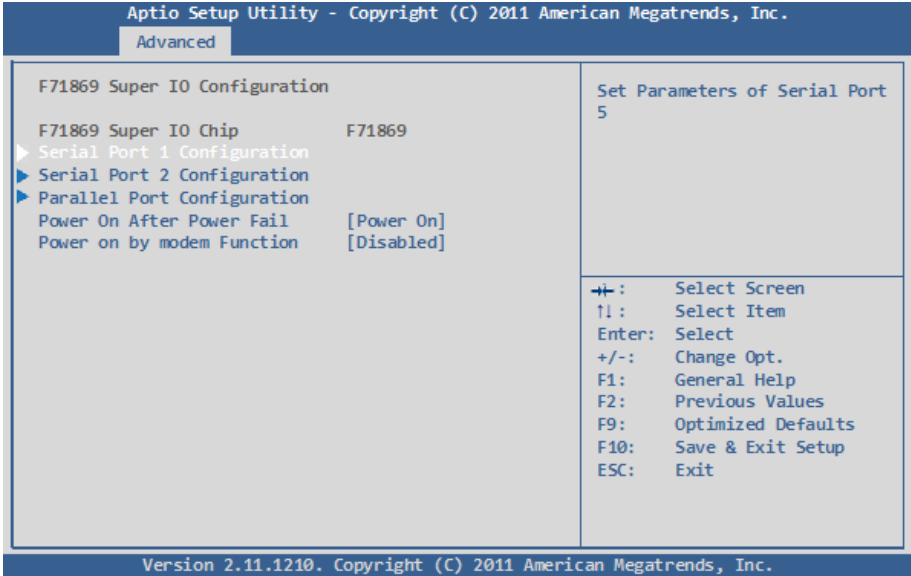 Aptio Setup Utility - Copyright (C) 2011 American Megatrends, Inc.
Advanced
F71869 Super IO Configuration
F71869 Super IO Chip F71869
Serial Port 1 Configuration
Serial Port 2 Configuration
Parallel Port Configuration
Power On After Power Fail [Power On]
Power on by modem Function [Disabled]
Set Parameters of Serial Port
5
→←: Select Screen
↑↓: Select Item
Enter: Select
+/-: Change Opt.
F1: General Help
F2: Previous Values
F9: Optimized Defaults
F10: Save & Exit Setup
ESC: Exit
Version 2.11.1210. Copyright (C) 2011 American Megatrends, Inc.